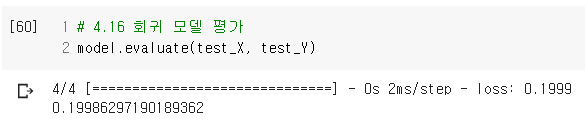 [60] 1 # 4.16 회귀 모델 평가
2 model.evaluate(test_X, test_Y)
4/4 [==============================] - 0s 2ms/step - loss: 0.1999
0.19986297190189362